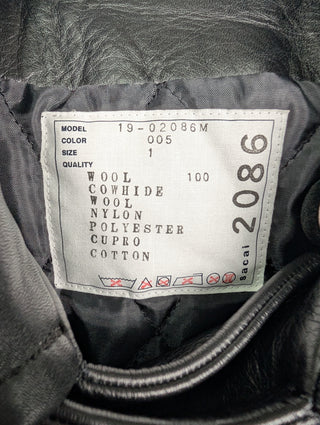 MODEL 19-02086M
COLOR 005
SIZE 1
QUALITY
WOOL 100
COWHIDE
WOOL
NYLON
POLYESTER
CUPRO
COTTON
sacai 2086